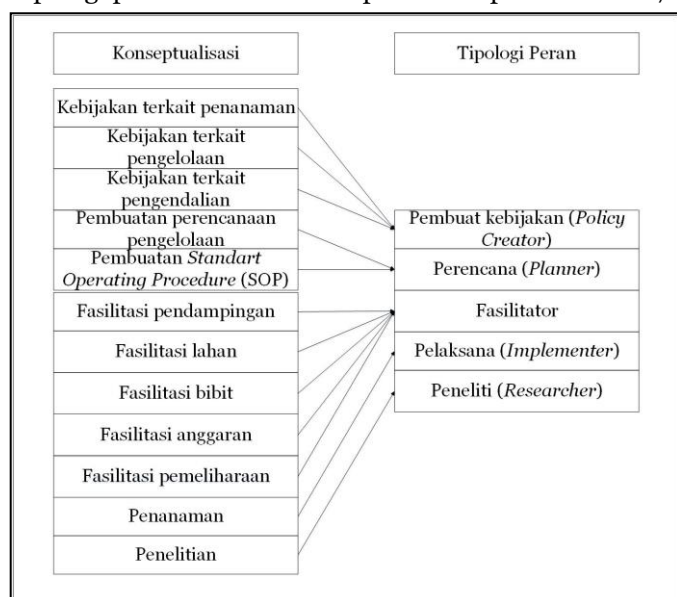 Konseptualisasi
Tipologi Peran
Kebijakan terkait penanaman
Kebijakan terkait
pengelolaan
Kebijakan terkait
pengendalian
Pembuatan perencanaan
pengelolaan
Pembuatan Standart
Operating Procedure (SOP)
Fasilitasi pendampingan
Fasilitasi lahan
Fasilitasi bibit
Fasilitasi anggaran
Fasilitasi pemeliharaan
Penanaman
Penelitian
Pembuat kebijakan (Policy
Creator)
Perencana (Planner)
Fasilitator
Pelaksana (Implementer)
Peneliti (Researcher)